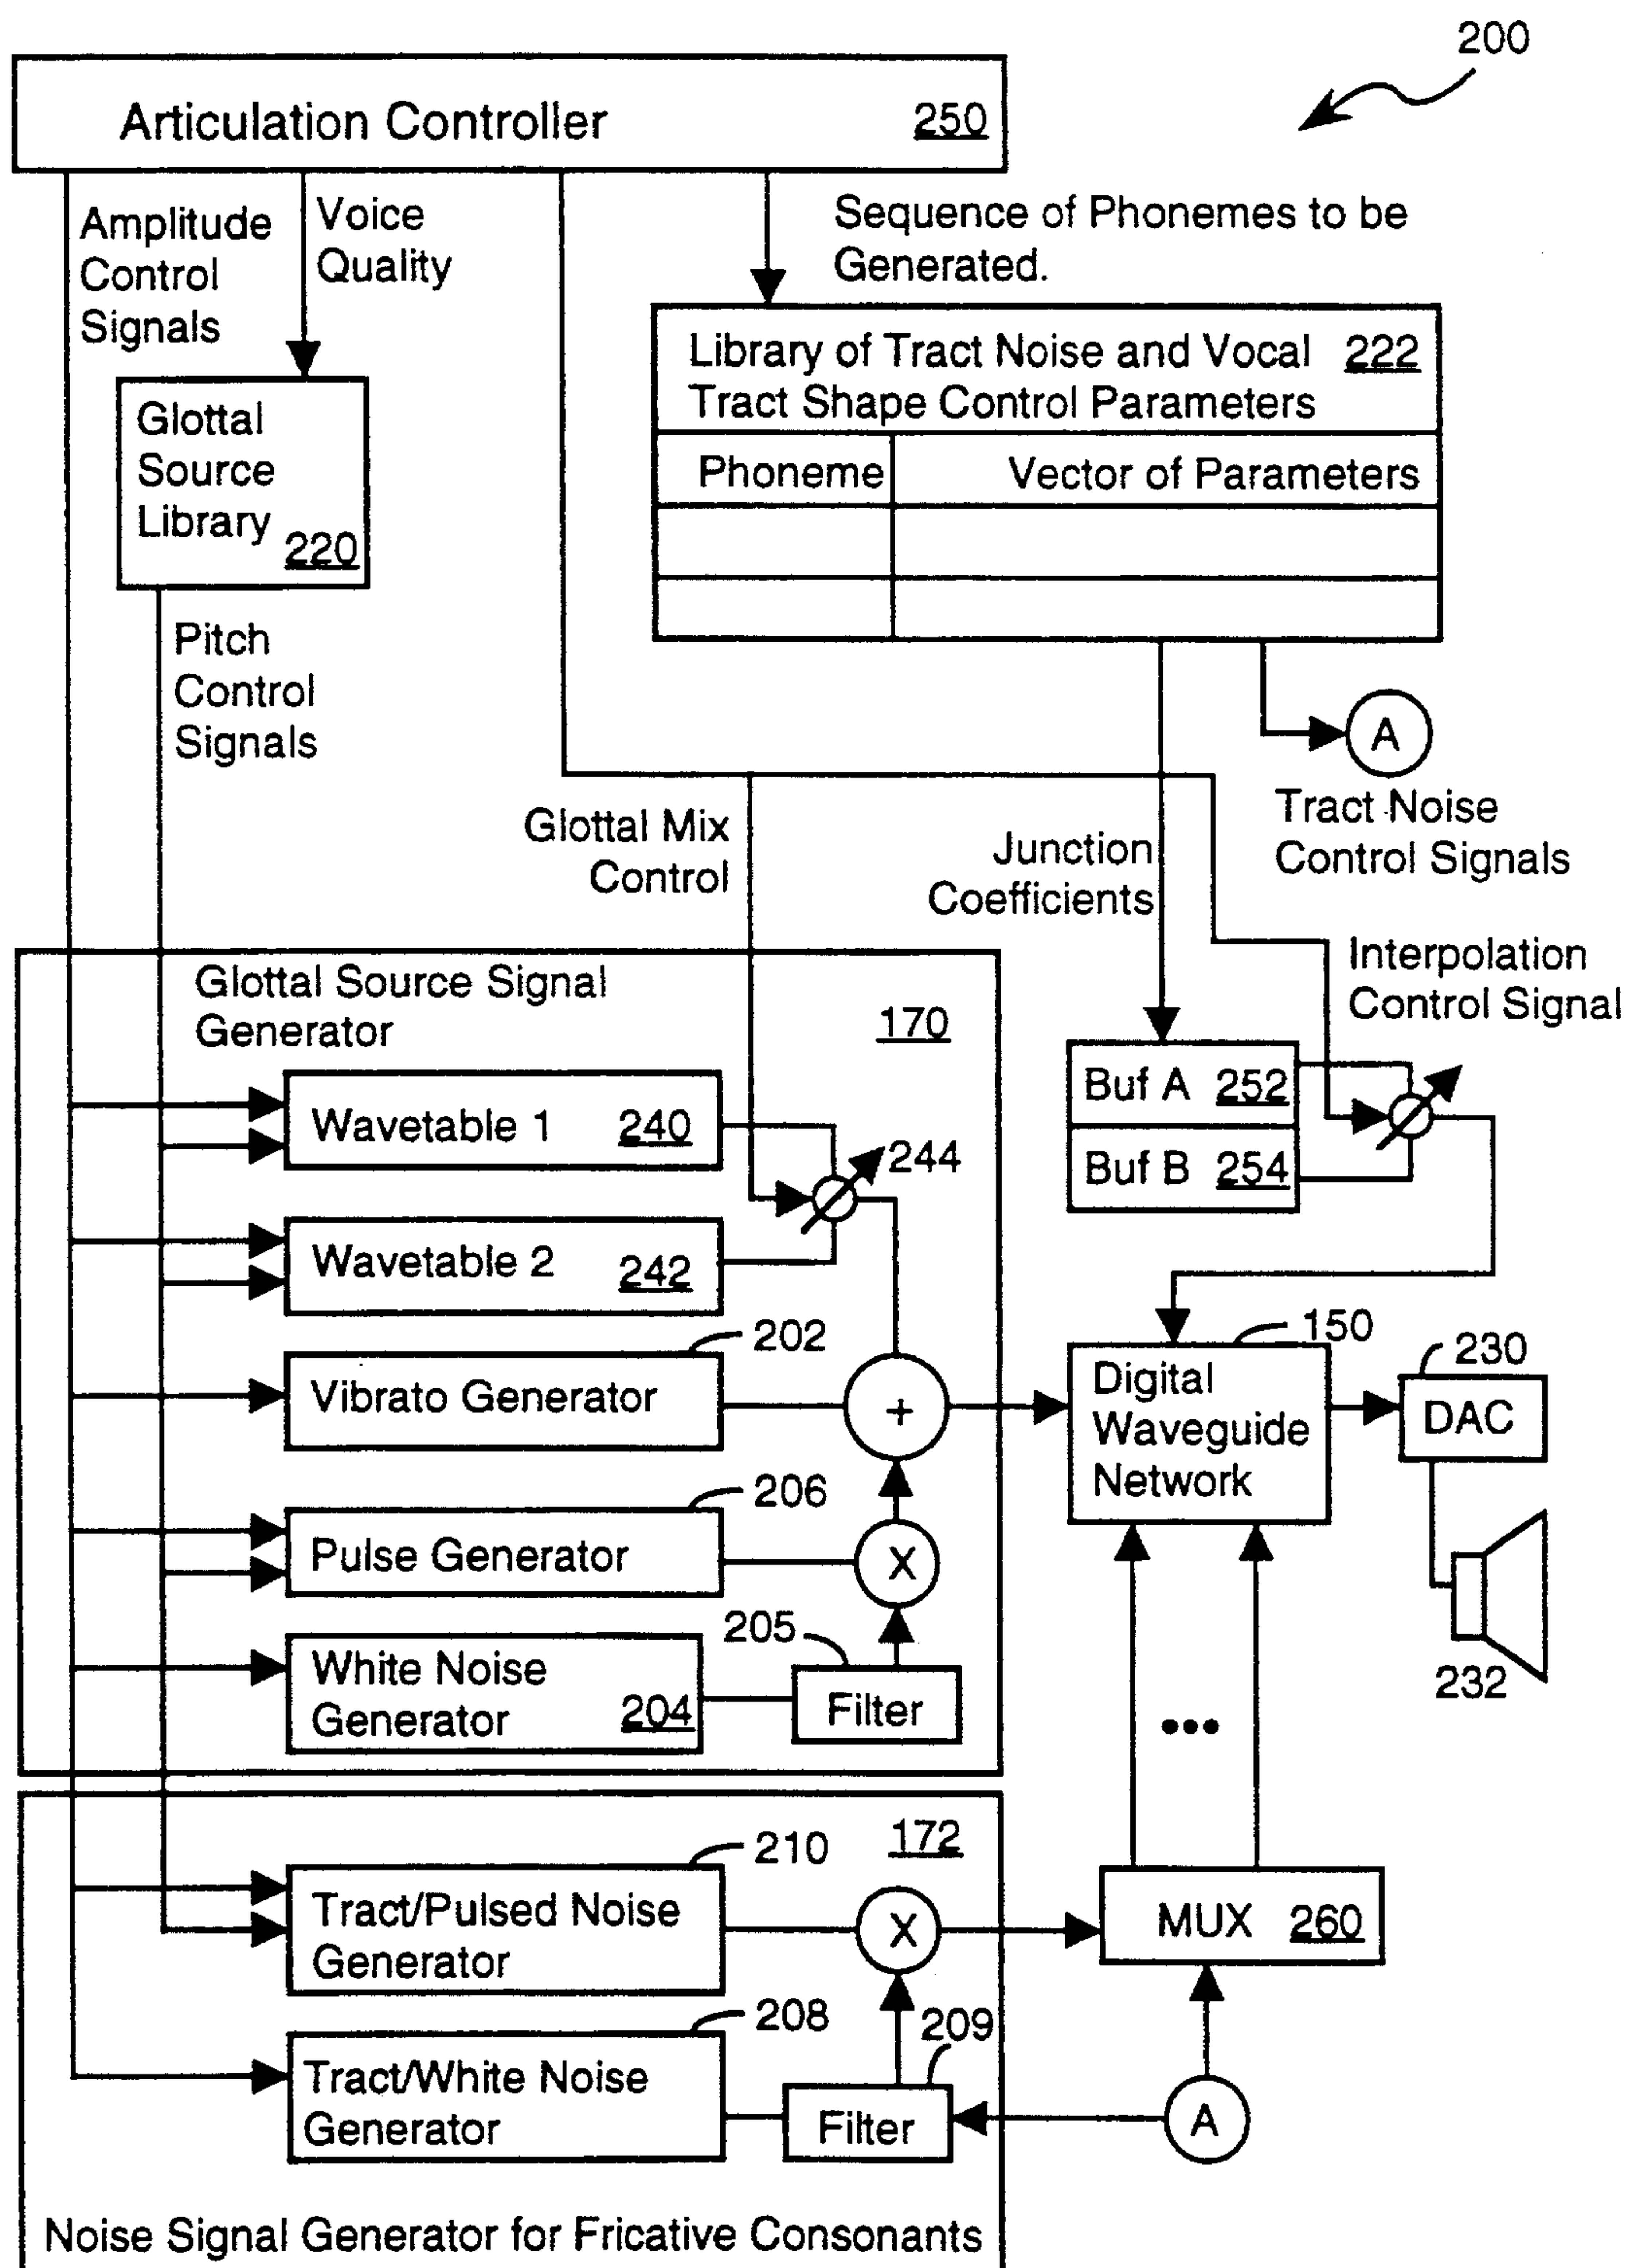 200
Articulation Controller 250
Amplitude
Control
Signals
Voice
Quality
Sequence of Phonemes to be
Generated.
Library of Tract Noise and Vocal 222
Tract Shape Control Parameters
Phoneme Vector of Parameters
Glottal
Source
Library
220
Pitch
Control
Signals
A
Tract Noise
Control Signals
Glottal Mix
Control
Junction
Coefficients
Interpolation
Control Signal
Glottal Source Signal
Generator
170
Buf A 252
Buf B 254
Wavetable 1 240
244
Wavetable 2 242
202
Vibrato Generator
+
150
Digital
Waveguide
Network
230
DAC
232
206
Pulse Generator
X
205
White Noise
Generator 204
Filter
•••
172
210
Tract/Pulsed Noise
Generator
X
MUX 260
208
Tract/White Noise
Generator
209
Filter
A
Noise Signal Generator for Fricative Consonants